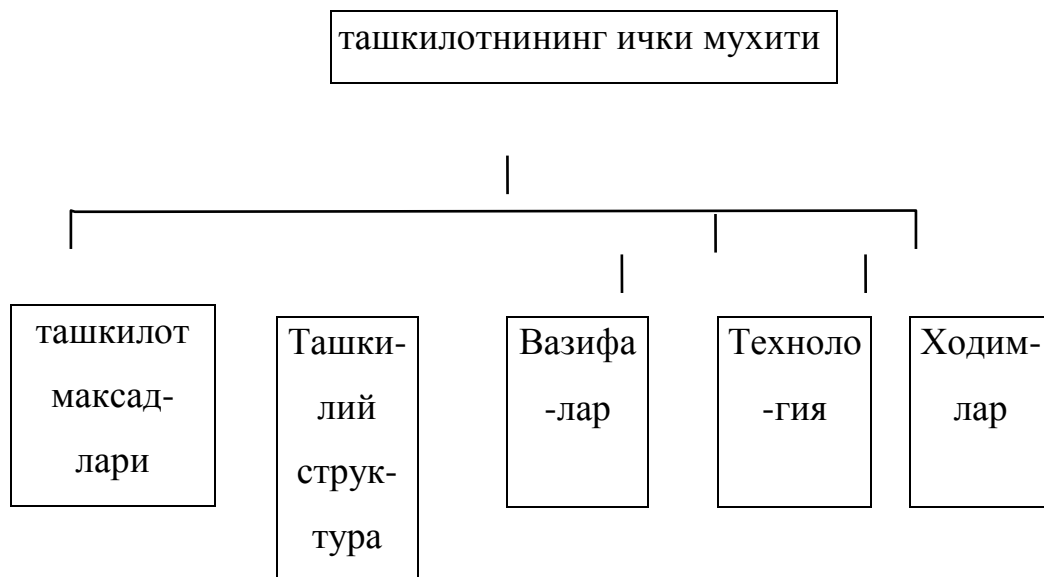 ташкилотнининг ички мухити
ташкилот
максад-
лари
Ташки-
лий
струк-
тура
Вазифа
-лар
Техноло
-гия
Ходим-
лар